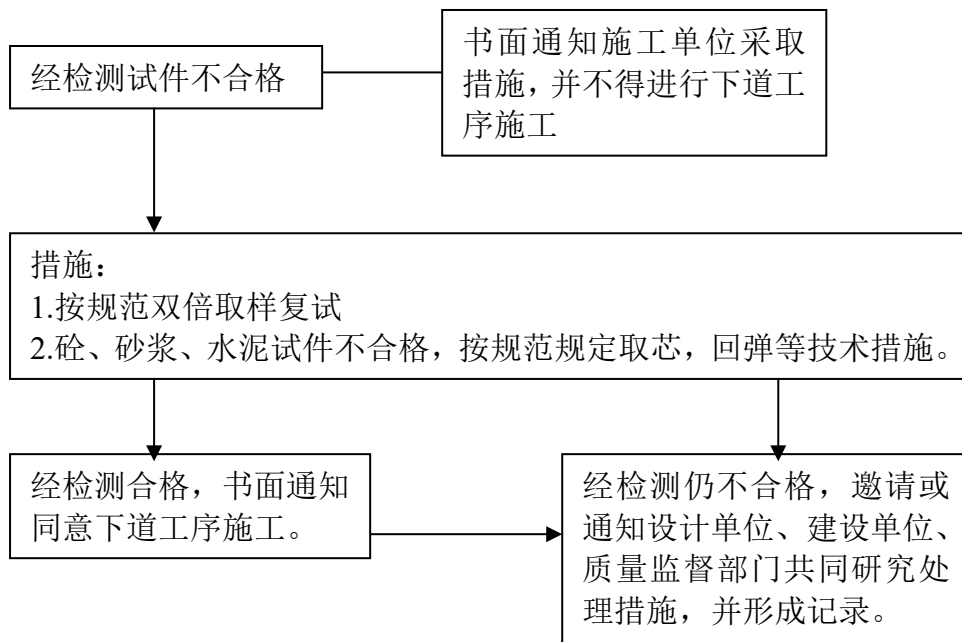 经检测试件不合格
书面通知施工单位采取
措施，并不得进行下道工
序施工
措施：
1.按规范双倍取样复试
2.砼、砂浆、水泥试件不合格，按规范规定取芯，回弹等技术措施。
经检测合格，书面通知
同意下道工序施工。
经检测仍不合格，邀请或
通知设计单位、建设单位、
质量监督部门共同研究处
理措施，并形成记录。